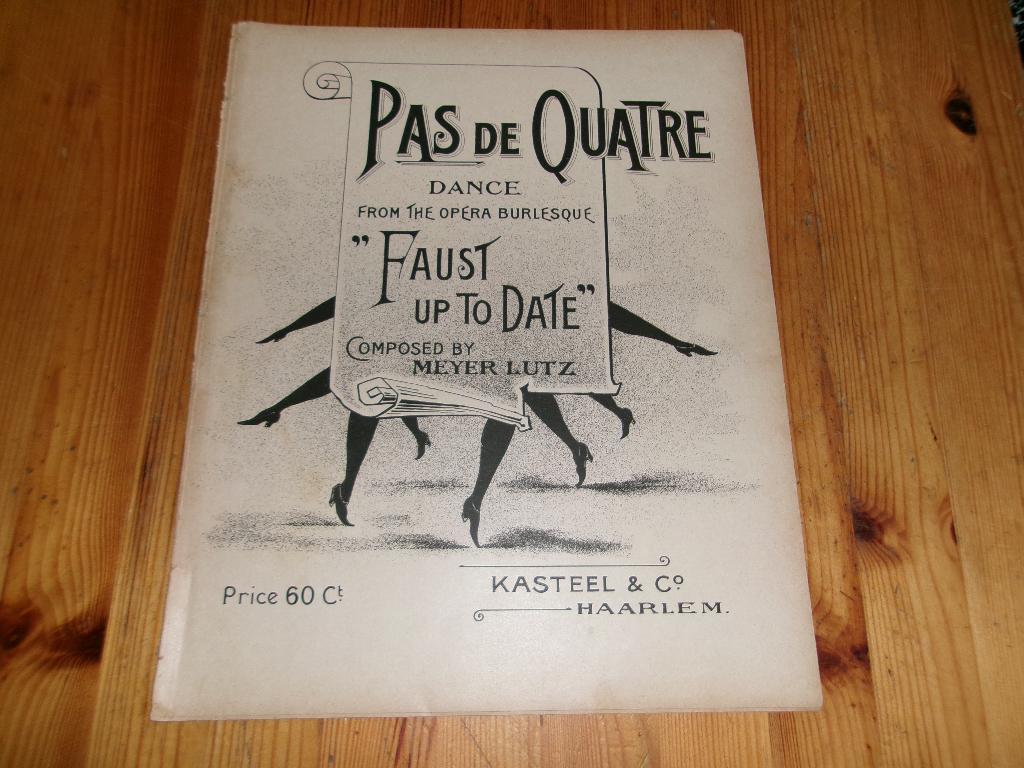 PAS DE QUATRE
DANCE
FROM THE OPERA BURLESQUE
"FAUST
UP TO DATE"
COMPOSED BY
MEYER LUTZ
Price 60 Ct
KASTEEL & Co
HAARLEM.